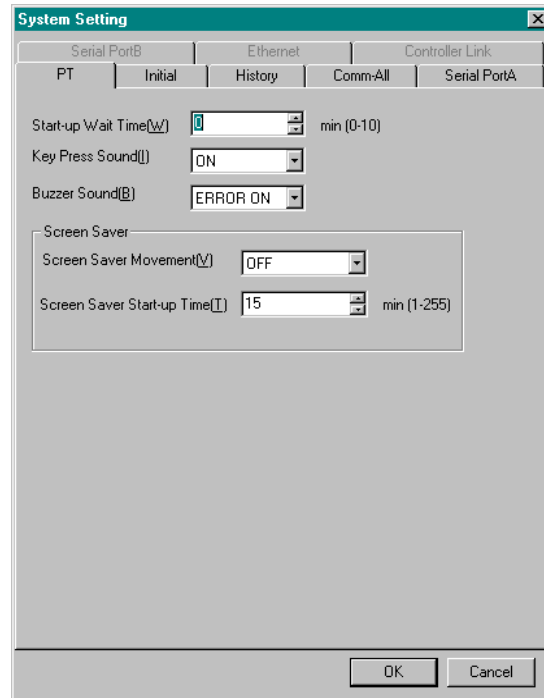 System Setting
Serial PortB Ethernet Controller Link
PT Initial History Comm-All Serial PortA
Start-up Wait Time(W) 0 min (0-10)
Key Press Sound(I) ON
Buzzer Sound(B) ERROR ON
Screen Saver
Screen Saver Movement(V) OFF
Screen Saver Start-up Time(T) 15 min (1-255)
OK Cancel